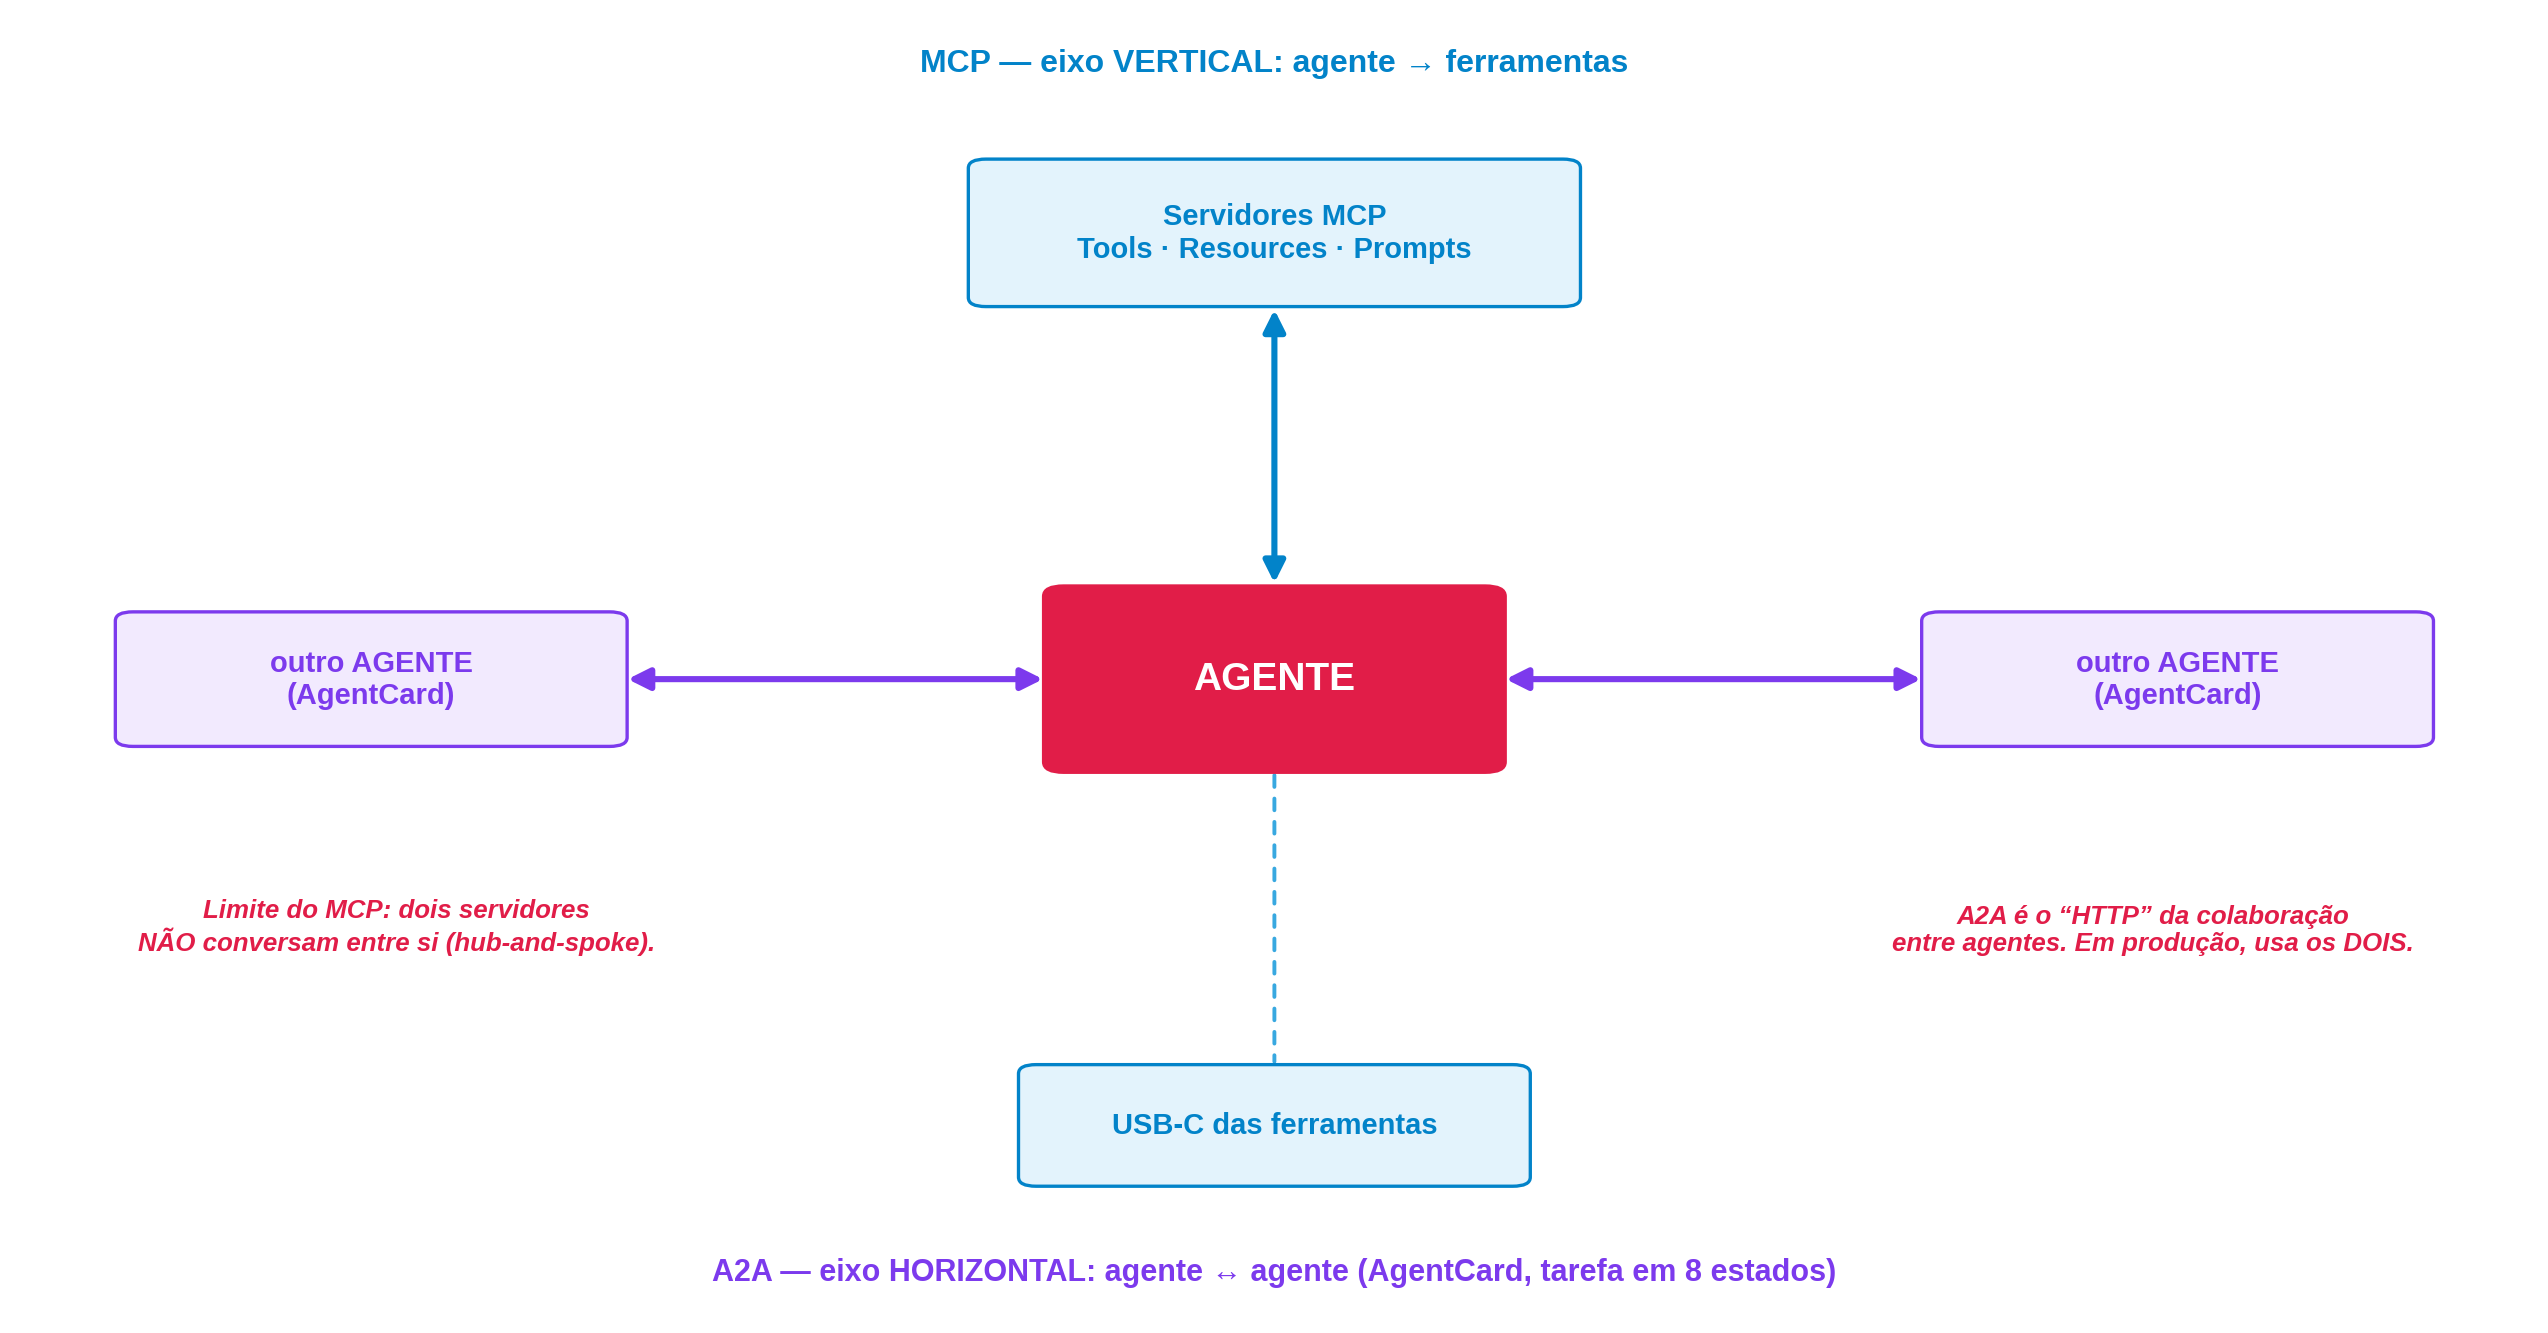 MCP — eixo VERTICAL: agente → ferramentas
Servidores MCP
Tools · Resources · Prompts
outro AGENTE
(AgentCard)
AGENTE
outro AGENTE
(AgentCard)
Limite do MCP: dois servidores
NÃO conversam entre si (hub-and-spoke).
A2A é o “HTTP” da colaboração
entre agentes. Em produção, usa os DOIS.
USB-C das ferramentas
A2A — eixo HORIZONTAL: agente ↔ agente (AgentCard, tarefa em 8 estados)